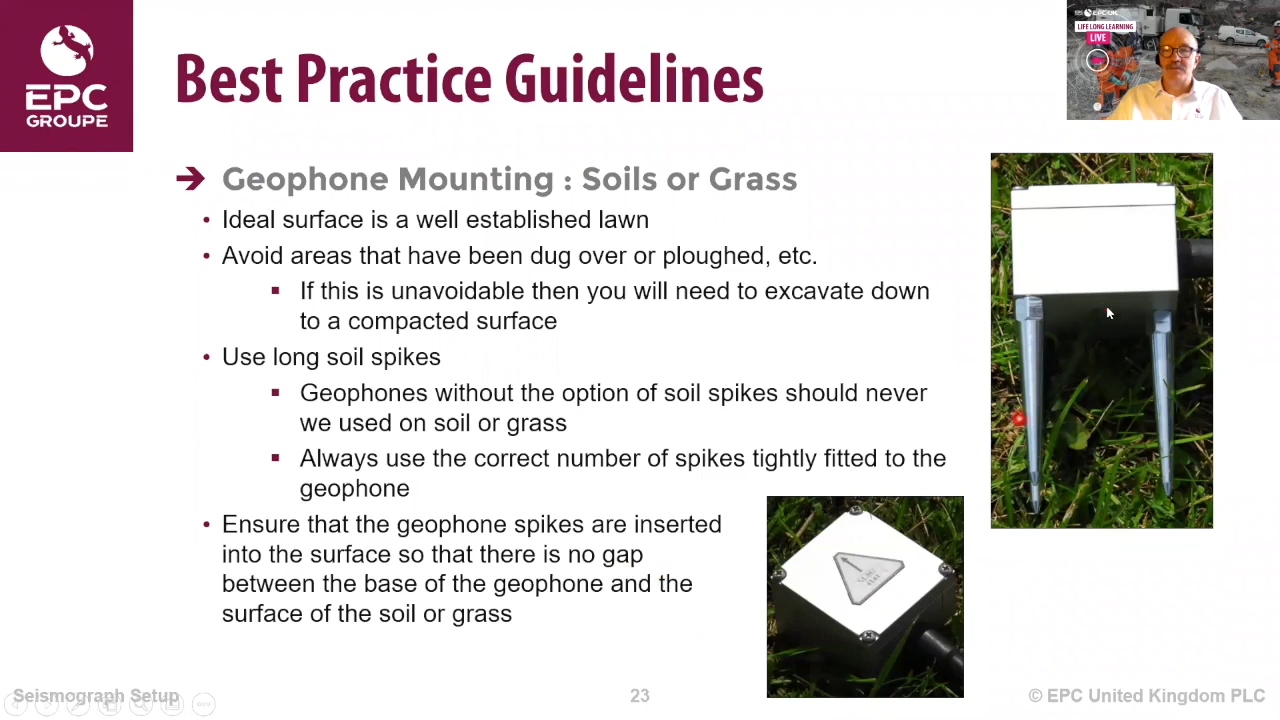 EPC
GROUPE
Best Practice Guidelines
EPC-UK
LIFE LONG LEARNING
LIVE
➔ Geophone Mounting : Soils or Grass
• Ideal surface is a well established lawn
• Avoid areas that have been dug over or ploughed, etc.
▪ If this is unavoidable then you will need to excavate down
to a compacted surface
• Use long soil spikes
▪ Geophones without the option of soil spikes should never
we used on soil or grass
▪ Always use the correct number of spikes tightly fitted to the
geophone
• Ensure that the geophone spikes are inserted
into the surface so that there is no gap
between the base of the geophone and the
surface of the soil or grass
Seismograph Setup
23
© EPC United Kingdom PLC